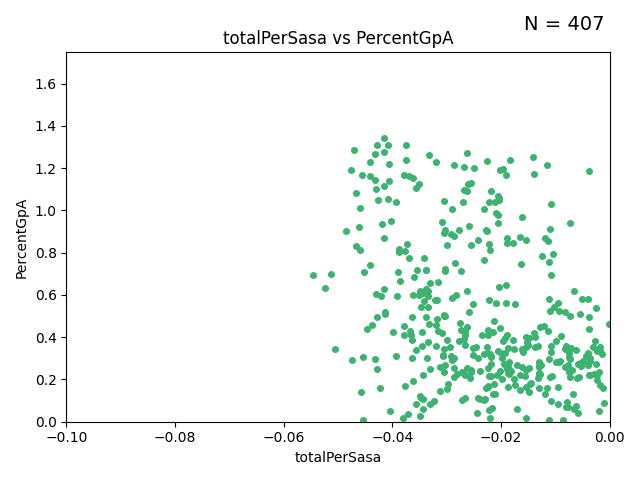 N = 407
totalPerSasa vs PercentGpA
PercentGpA
1.6
1.4
1.2
1.0
0.8
0.6
0.4
0.2
0.0
−0.10 −0.08 −0.06 −0.04 −0.02 0.00
totalPerSasa